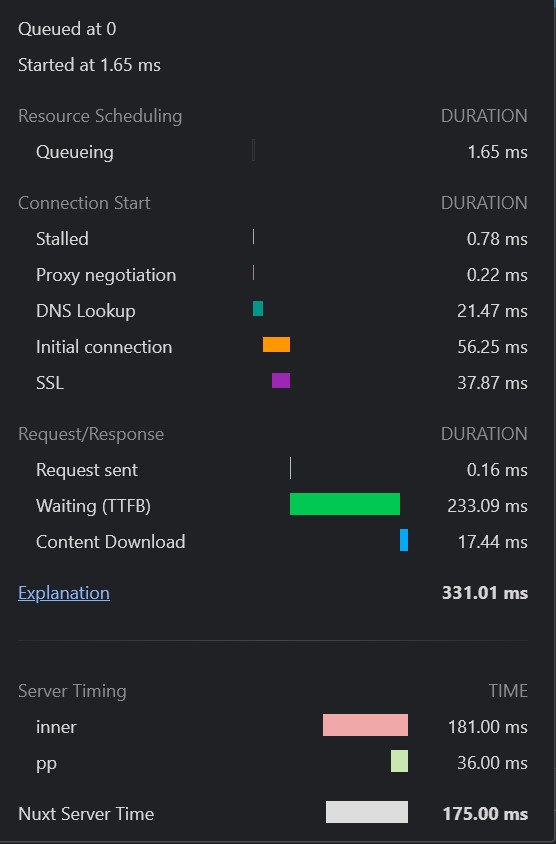 Queued at 0
Started at 1.65 ms
Resource Scheduling DURATION
Queueing 1.65 ms
Connection Start DURATION
Stalled 0.78 ms
Proxy negotiation 0.22 ms
DNS Lookup 21.47 ms
Initial connection 56.25 ms
SSL 37.87 ms
Request/Response DURATION
Request sent 0.16 ms
Waiting (TTFB) 233.09 ms
Content Download 17.44 ms
Explanation 331.01 ms
Server Timing TIME
inner 181.00 ms
pp 36.00 ms
Nuxt Server Time 175.00 ms